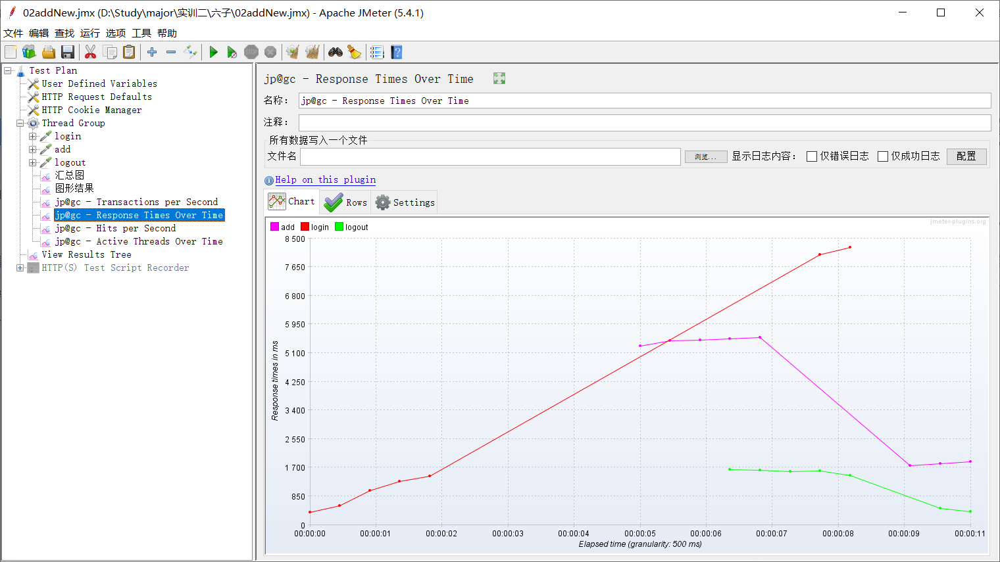 02addNew.jmx (D:\Study\major\实训二\六子\02addNew.jmx) - Apache JMeter (5.4.1)
文件 编辑 查找 运行 选项 工具 帮助
Test Plan
User Defined Variables
HTTP Request Defaults
HTTP Cookie Manager
Thread Group
login
add
logout
汇总图
图形结果
jp@gc - Transactions per Second
jp@gc - Response Times Over Time
jp@gc - Hits per Second
jp@gc - Active Threads Over Time
View Results Tree
HTTP(S) Test Script Recorder
jp@gc - Response Times Over Time
名称： jp@gc - Response Times Over Time
注释：
所有数据写入一个文件
文件名 浏览... 显示日志内容： 仅错误日志 仅成功日志 配置
Help on this plugin
Chart Rows Settings
jmeter-plugins.org
add login logout
8 500
7 650
6 800
5 950
5 100
4 250
3 400
2 550
1 700
850
0
Response times in ms
00:00:00 00:00:01 00:00:02 00:00:03 00:00:04 00:00:05 00:00:06 00:00:07 00:00:08 00:00:09 00:00:11
Elapsed time (granularity: 500 ms)